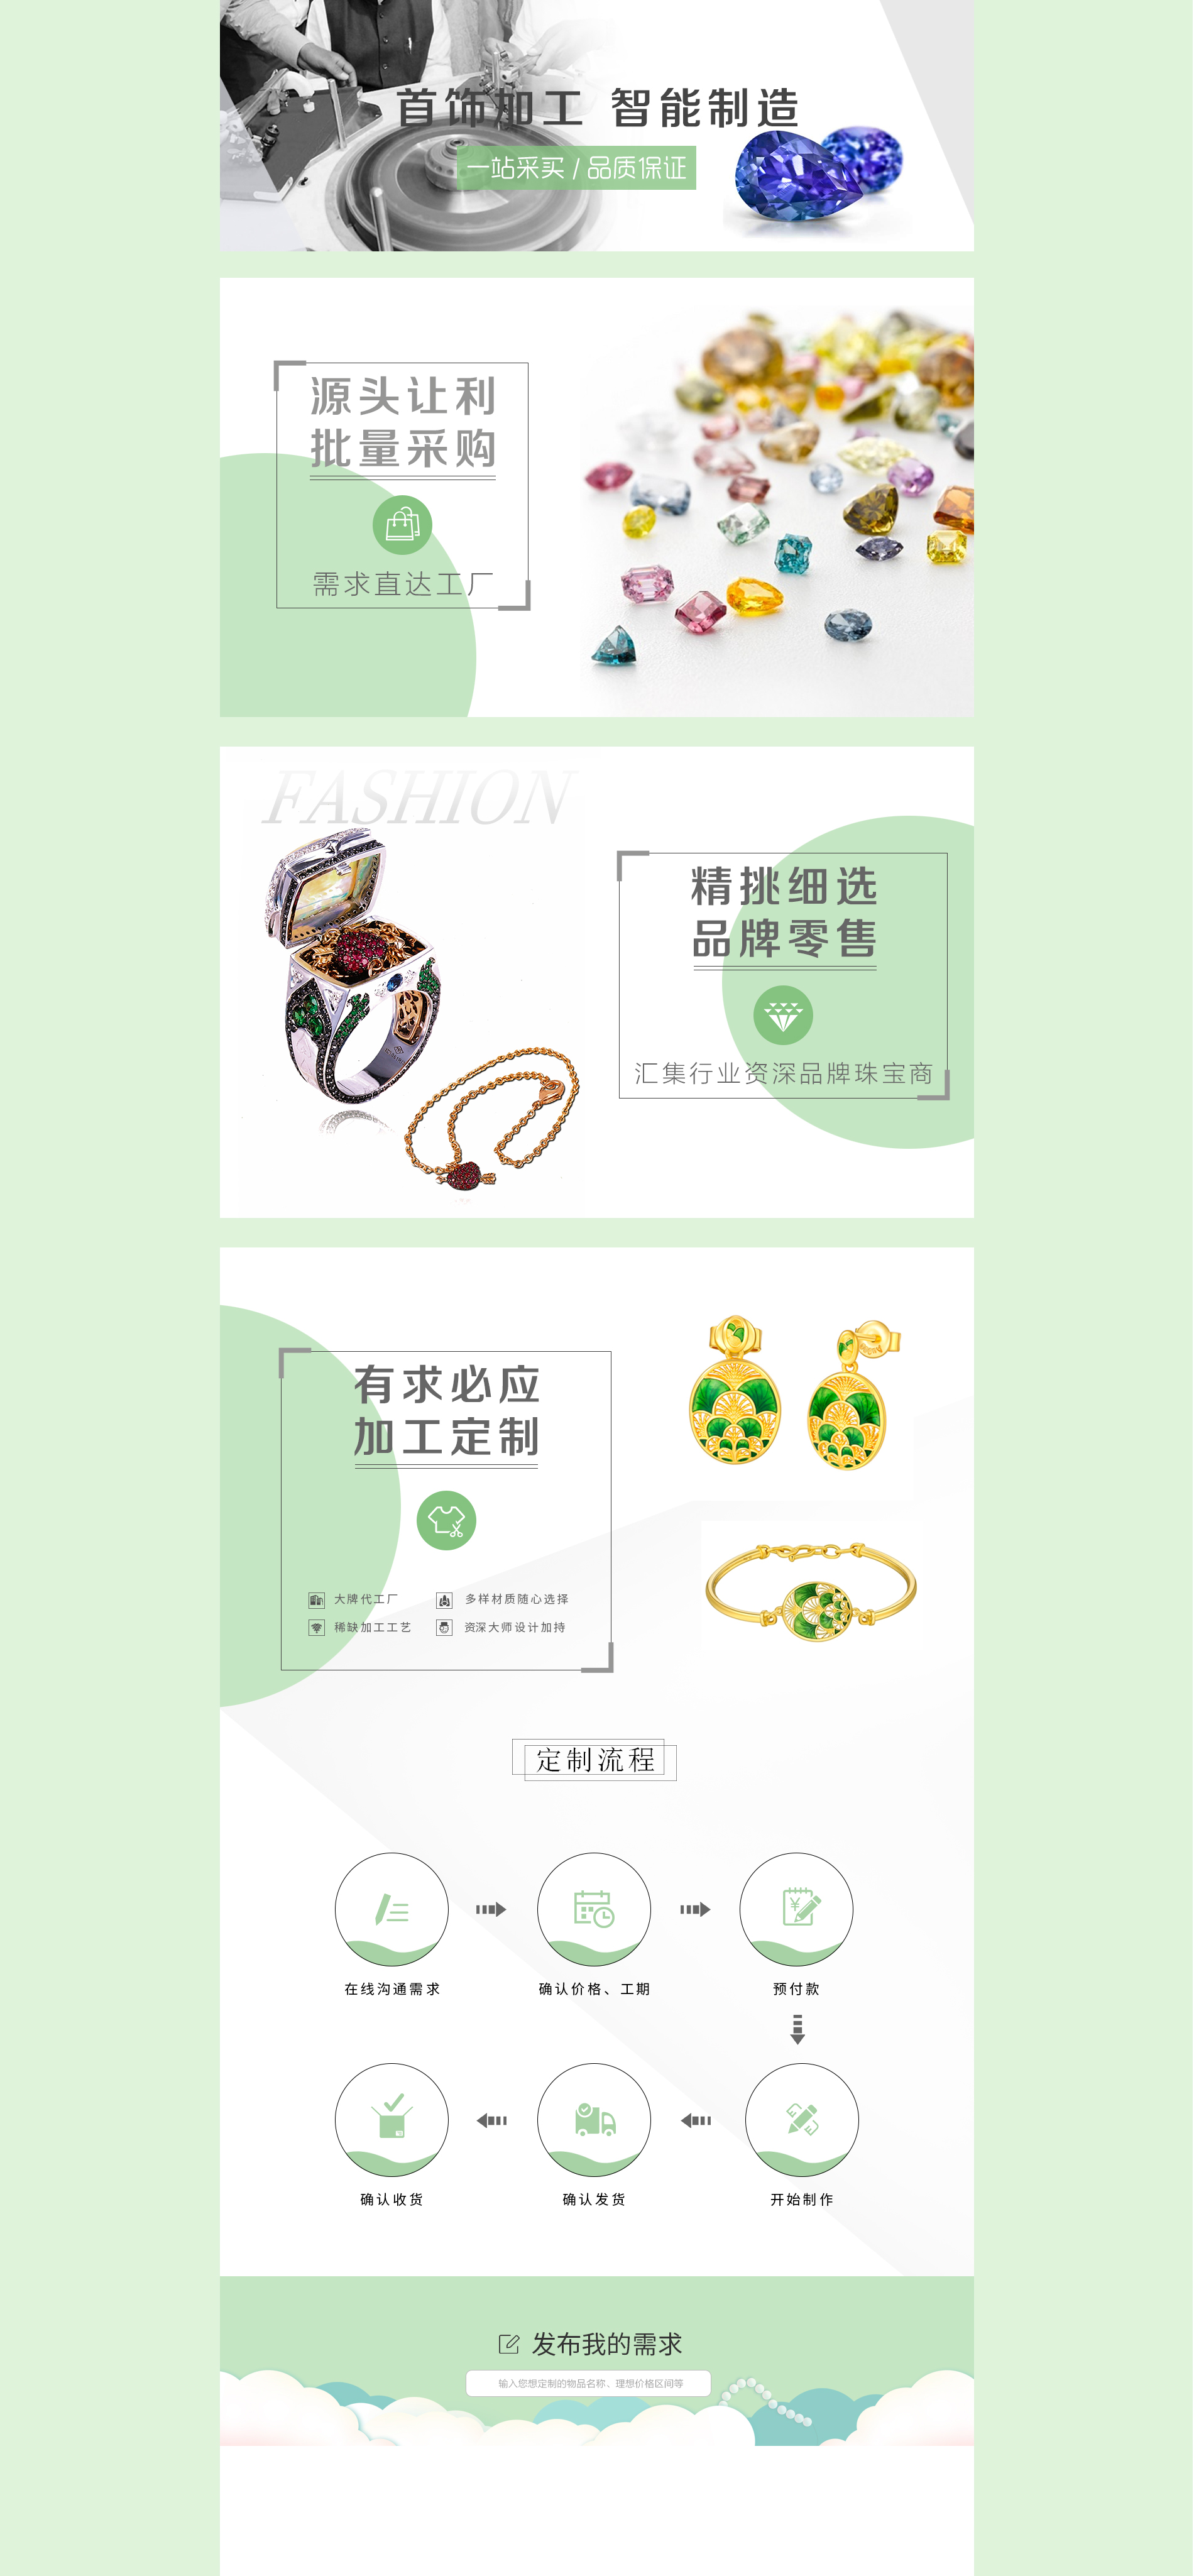 首饰加工 智能制造
一站采买 / 品质保证
源头让利
批量采购
需求直达工厂
FASHION
精挑细选
品牌零售
汇集行业资深品牌珠宝商
有求必应
加工定制
大牌代工厂
多样材质随心选择
稀缺加工工艺
资深大师设计加持
定制流程
在线沟通需求
确认价格、工期
预付款
确认收货
确认发货
开始制作
发布我的需求
输入您想定制的物品名称、理想价格区间等